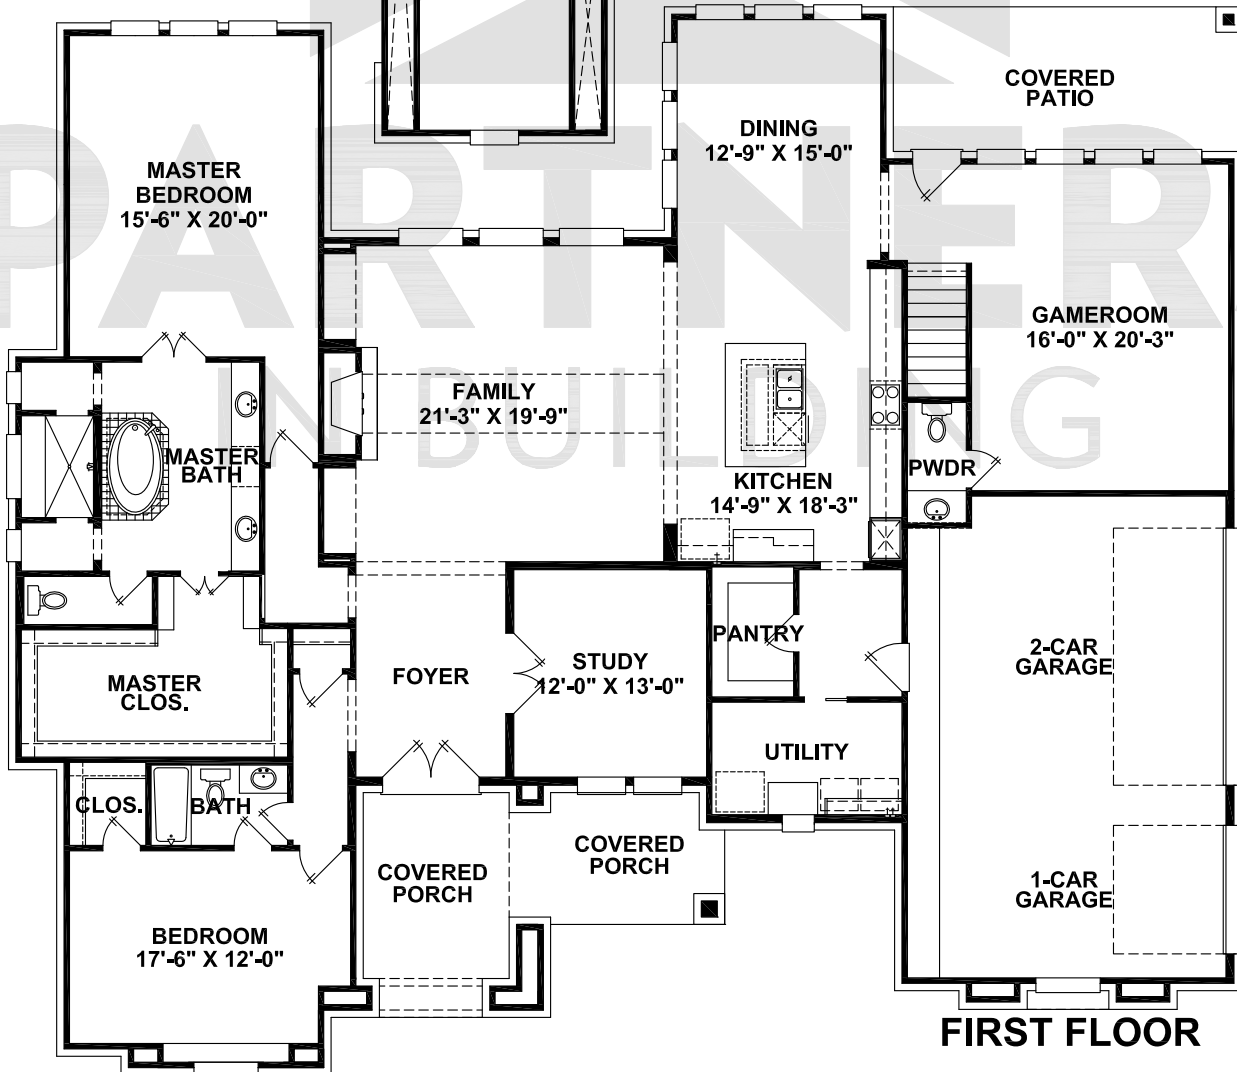 COVERED
PATIO
DINING
12'-9" X 15'-0"
MASTER
BEDROOM
15'-6" X 20'-0"
PARTNER
IN BUILDING
GAMEROOM
16'-0" X 20'-3"
FAMILY
21'-3" X 19'-9"
MASTER
BATH
KITCHEN
14'-9" X 18'-3"
PWDR
PANTRY
2-CAR
GARAGE
STUDY
12'-0" X 13'-0"
FOYER
MASTER
CLOS.
UTILITY
CLOS.
BATH
COVERED
PORCH
COVERED
PORCH
1-CAR
GARAGE
BEDROOM
17'-6" X 12'-0"
FIRST FLOOR